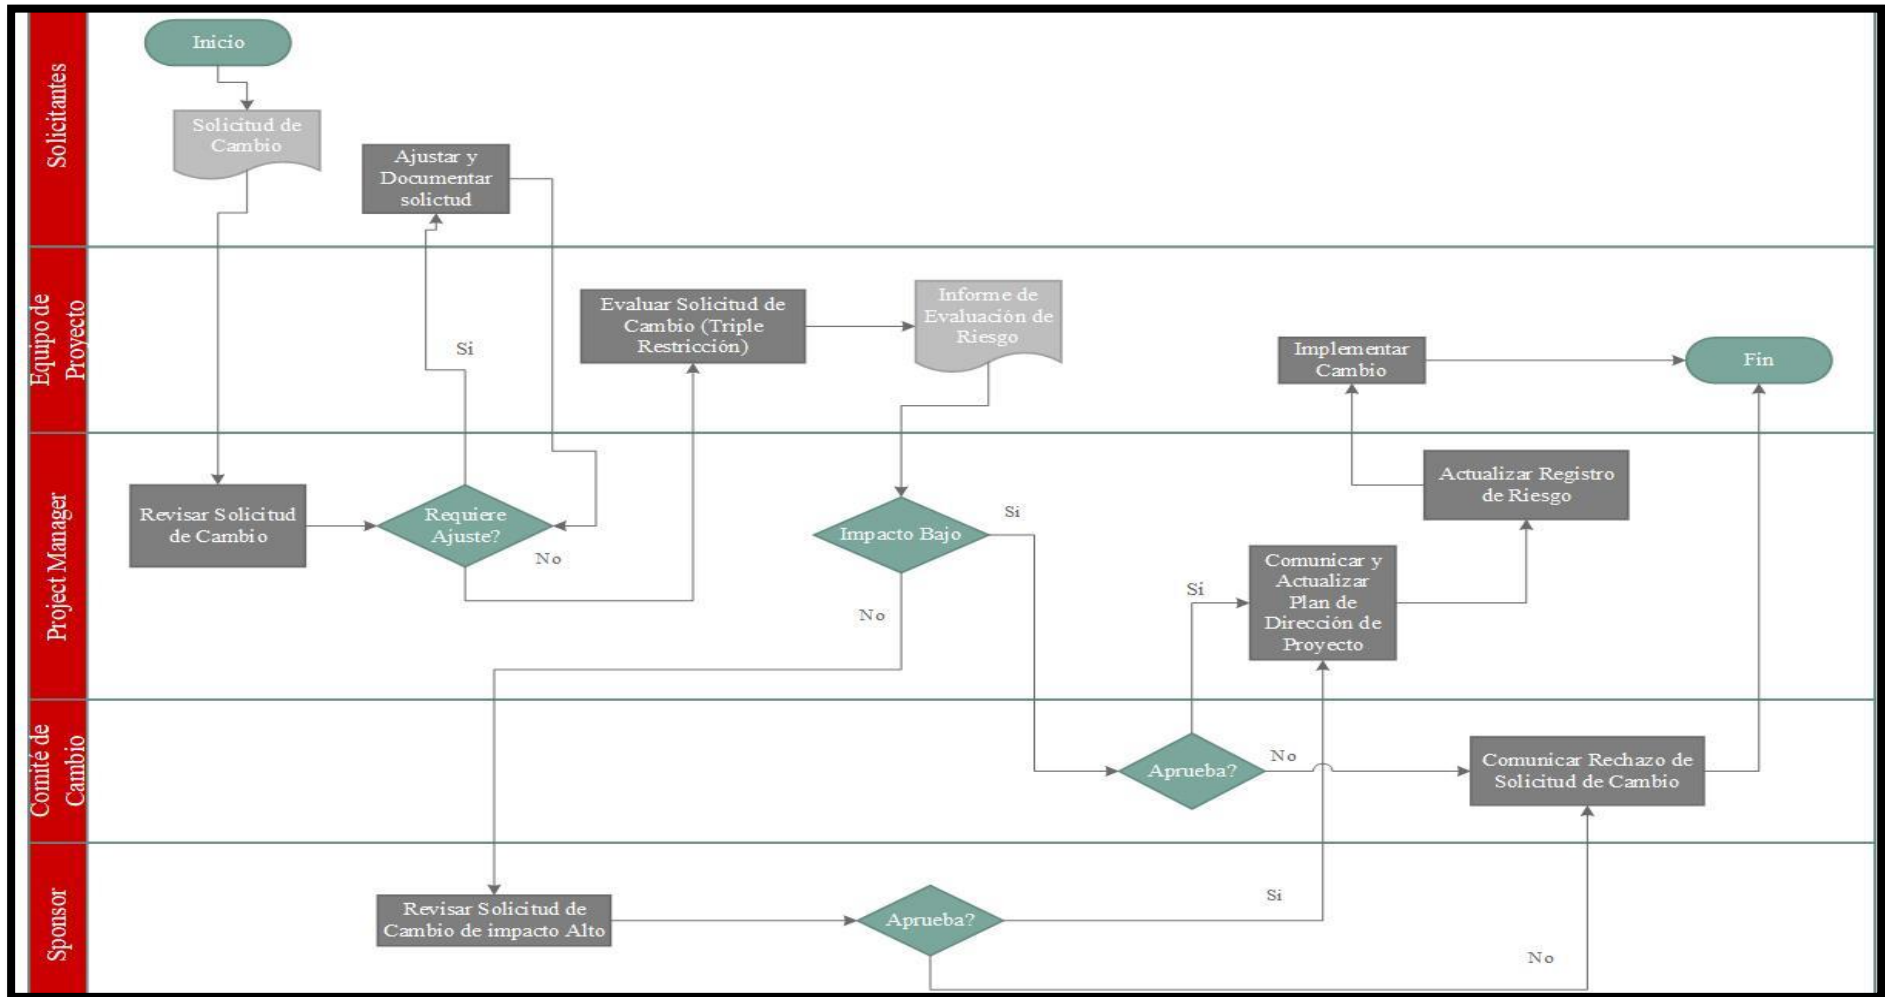 Solicitantes
Inicio
Solicitud de
Cambio
Ajustar y
Documentar
solictud
Equipo de
Proyecto
Si
Evaluar Solicitud de
Cambio (Triple
Restricción)
Informe de
Evaluación de
Riesgo
Implementar
Cambio
Fin
Project Manager
Revisar Solicitud
de Cambio
Requiere
Ajuste?
No
Impacto Bajo
Si
No
Si
Comunicar y
Actualizar
Plan de
Dirección de
Proyecto
Actualizar Registro
de Riesgo
Comité de
Cambio
Aprueba?
No
Comunicar Rechazo de
Solicitud de Cambio
Sponsor
Revisar Solicitud de
Cambio de impacto Alto
Aprueba?
Si
No